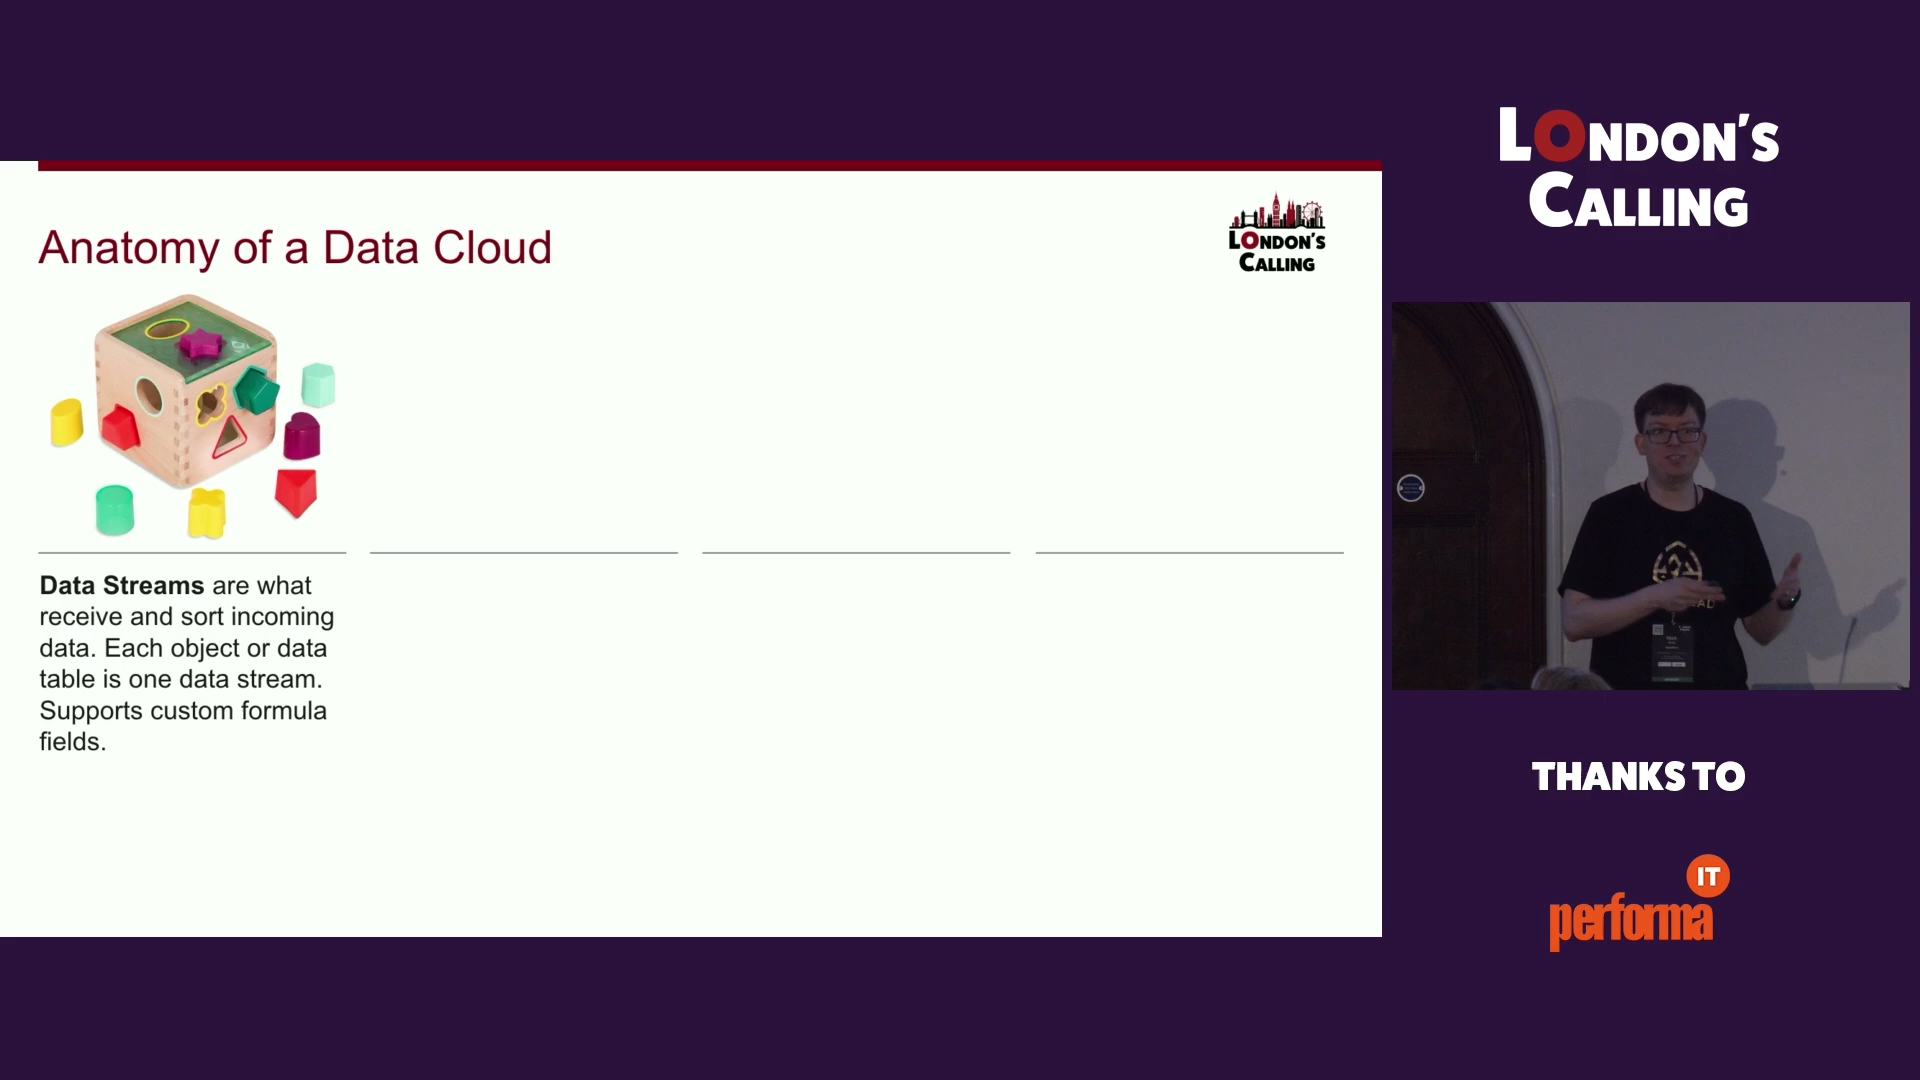 LONDON'S
CALLING
Anatomy of a Data Cloud
LONDON'S
CALLING
Data Streams are what
receive and sort incoming
data. Each object or data
table is one data stream.
Supports custom formula
fields.
THANKS TO
performa
IT